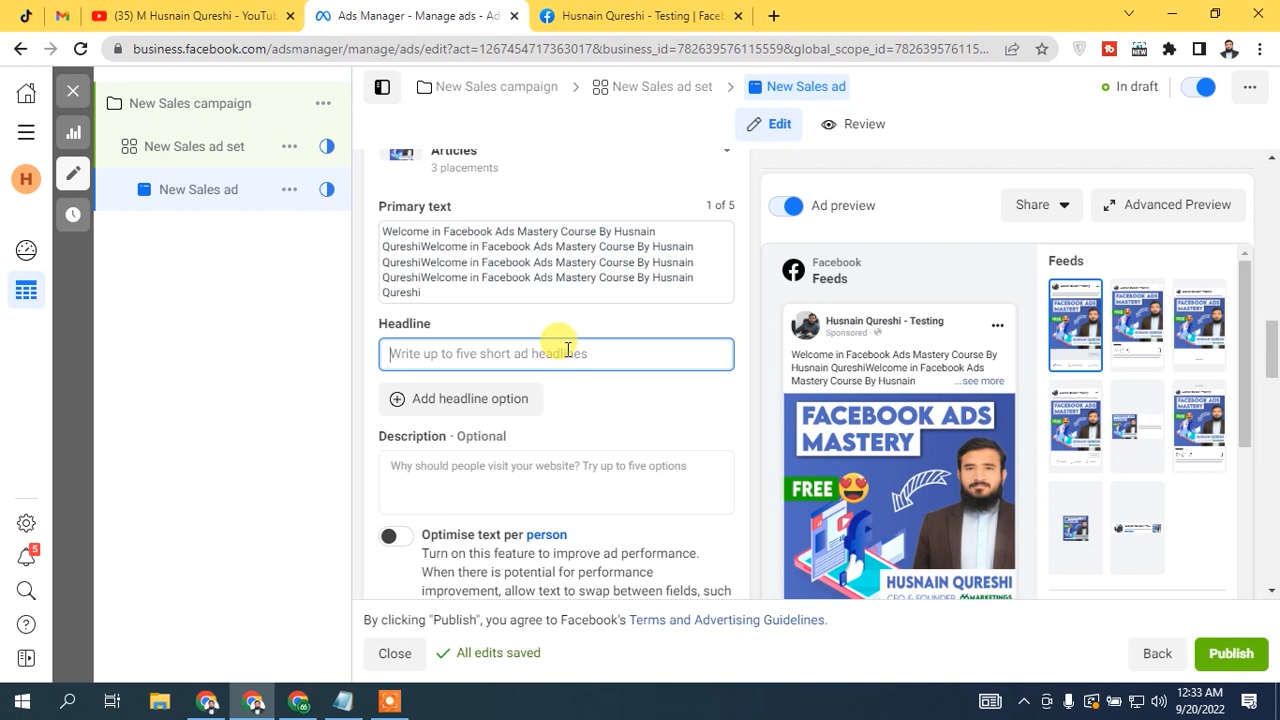 (35) M Husnain Qureshi - YouTub
Ads Manager - Manage ads - Ad
Husnain Qureshi - Testing | Faceb
business.facebook.com/adsmanager/manage/ads/edit?act=1267454717363017&business_id=782639576115559&global_scope_id=782639576115...
New Sales campaign
New Sales ad set
New Sales ad
New Sales campaign > New Sales ad set > New Sales ad
In draft
Edit
Review
H
5
Articles
3 placements
Primary text
1 of 5
Welcome in Facebook Ads Mastery Course By Husnain
QureshiWelcome in Facebook Ads Mastery Course By Husnain
QureshiWelcome in Facebook Ads Mastery Course By Husnain
QureshiWelcome in Facebook Ads Mastery Course By Husnain
Qureshi
Headline
Write up to five short ad headlines
Add headline option
Description · Optional
Why should people visit your website? Try up to five options
Optimise text per person
Turn on this feature to improve ad performance.
When there is potential for performance
improvement, allow text to swap between fields, such
Ad preview
Share
Advanced Preview
Facebook
Feeds
Husnain Qureshi - Testing
Sponsored ·
Welcome in Facebook Ads Mastery Course By
Husnain QureshiWelcome in Facebook Ads
Mastery Course By Husnain ...see more
FACEBOOK ADS
MASTERY
FREE
HUSNAIN QURESHI
CEO & FOUNDER MARKETINGS
Feeds
By clicking "Publish", you agree to Facebook's Terms and Advertising Guidelines.
Close
All edits saved
Back
Publish
12:33 AM
9/20/2022